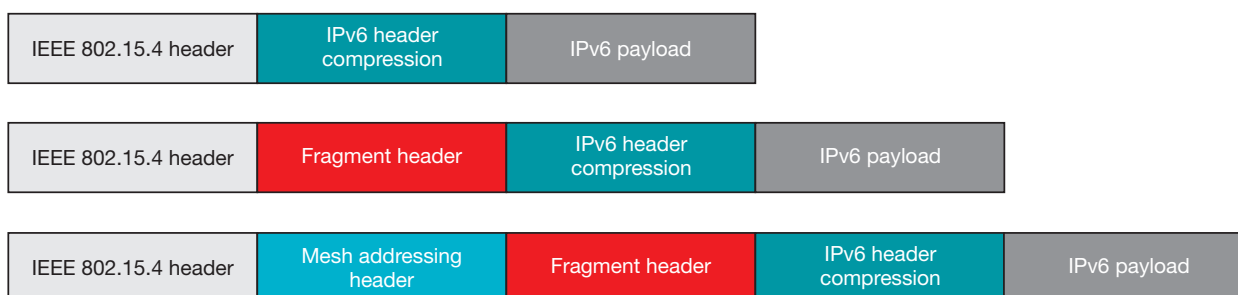 IEEE 802.15.4 header
IPv6 header
compression
IPv6 payload
IEEE 802.15.4 header
Fragment header
IPv6 header
compression
IPv6 payload
IEEE 802.15.4 header
Mesh addressing
header
Fragment header
IPv6 header
compression
IPv6 payload